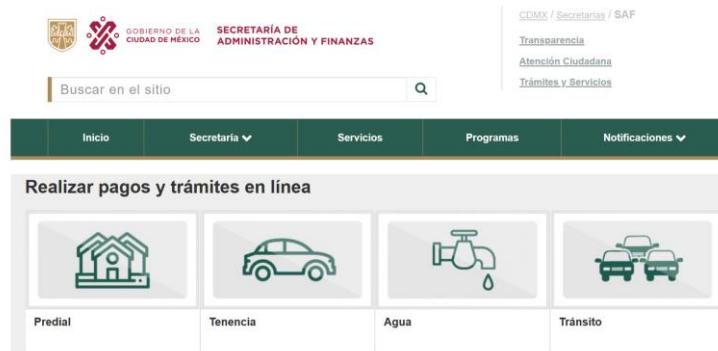 GOBIERNO DE LA
CIUDAD DE MÉXICO
SECRETARÍA DE
ADMINISTRACIÓN Y FINANZAS
CDMX / Secretarías / SAF
Transparencia
Atención Ciudadana
Trámites y Servicios
Buscar en el sitio
Inicio Secretaría Servicios Programas Notificaciones
Realizar pagos y trámites en línea
Predial Tenencia Agua Tránsito